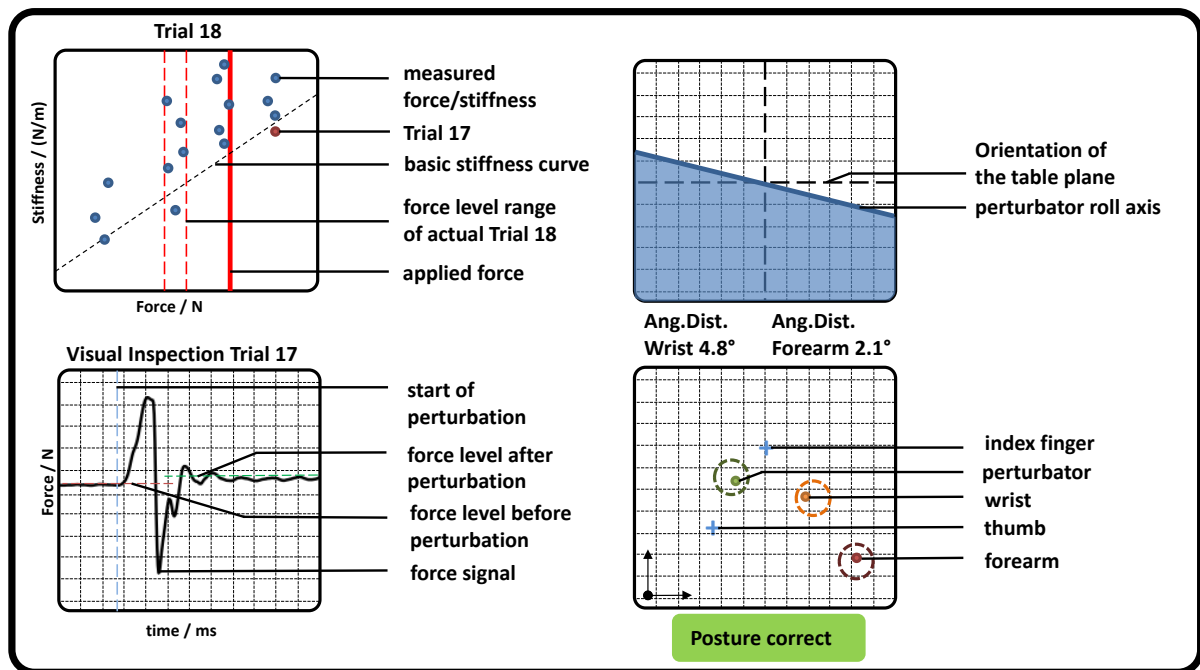 Trial 18
Stiffness / (N/m)
Force / N
measured
force/stiffness
Trial 17
basic stiffness curve
force level range
of actual Trial 18
applied force
Orientation of
the table plane
perturbator roll axis
Ang.Dist.
Wrist 4.8°
Ang.Dist.
Forearm 2.1°
Visual Inspection Trial 17
Force / N
time / ms
start of
perturbation
force level after
perturbation
force level before
perturbation
force signal
index finger
perturbator
wrist
thumb
forearm
Posture correct